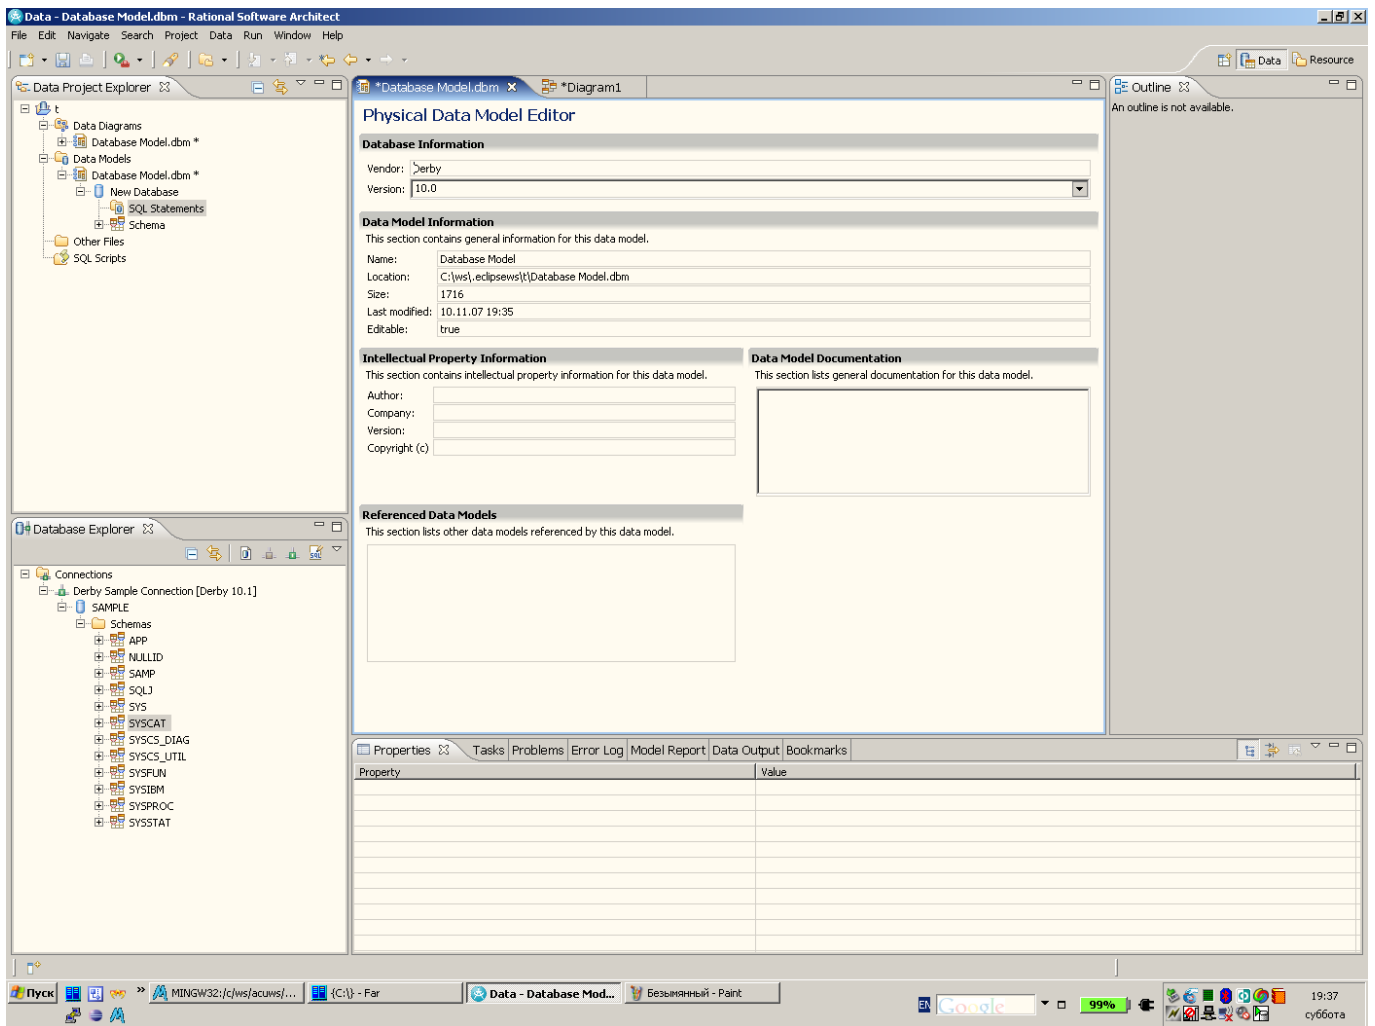 Data - Database Model.dbm - Rational Software Architect
File Edit Navigate Search Project Data Run Window Help
Data Resource
Data Project Explorer
t
Data Diagrams
Database Model.dbm *
Data Models
Database Model.dbm *
New Database
SQL Statements
Schema
Other Files
SQL Scripts
*Database Model.dbm *Diagram1
Physical Data Model Editor
Database Information
Vendor: Derby
Version: 10.0
Data Model Information
This section contains general information for this data model.
Name: Database Model
Location: C:\ws\.eclipsews\t\Database Model.dbm
Size: 1716
Last modified: 10.11.07 19:35
Editable: true
Intellectual Property Information
This section contains intellectual property information for this data model.
Author:
Company:
Version:
Copyright (c)
Data Model Documentation
This section lists general documentation for this data model.
Referenced Data Models
This section lists other data models referenced by this data model.
Outline
An outline is not available.
Database Explorer
Connections
Derby Sample Connection [Derby 10.1]
SAMPLE
Schemas
APP
NULLID
SAMP
SQLJ
SYS
SYSCAT
SYSCS_DIAG
SYSCS_UTIL
SYSFUN
SYSIBM
SYSPROC
SYSSTAT
Properties Tasks Problems Error Log Model Report Data Output Bookmarks
Property Value
Пуск
MINGW32:/c/ws/acuws/...
{C:\} - Far
Data - Database Mod...
Безымянный - Paint
EN
Google
99%
19:37
суббота